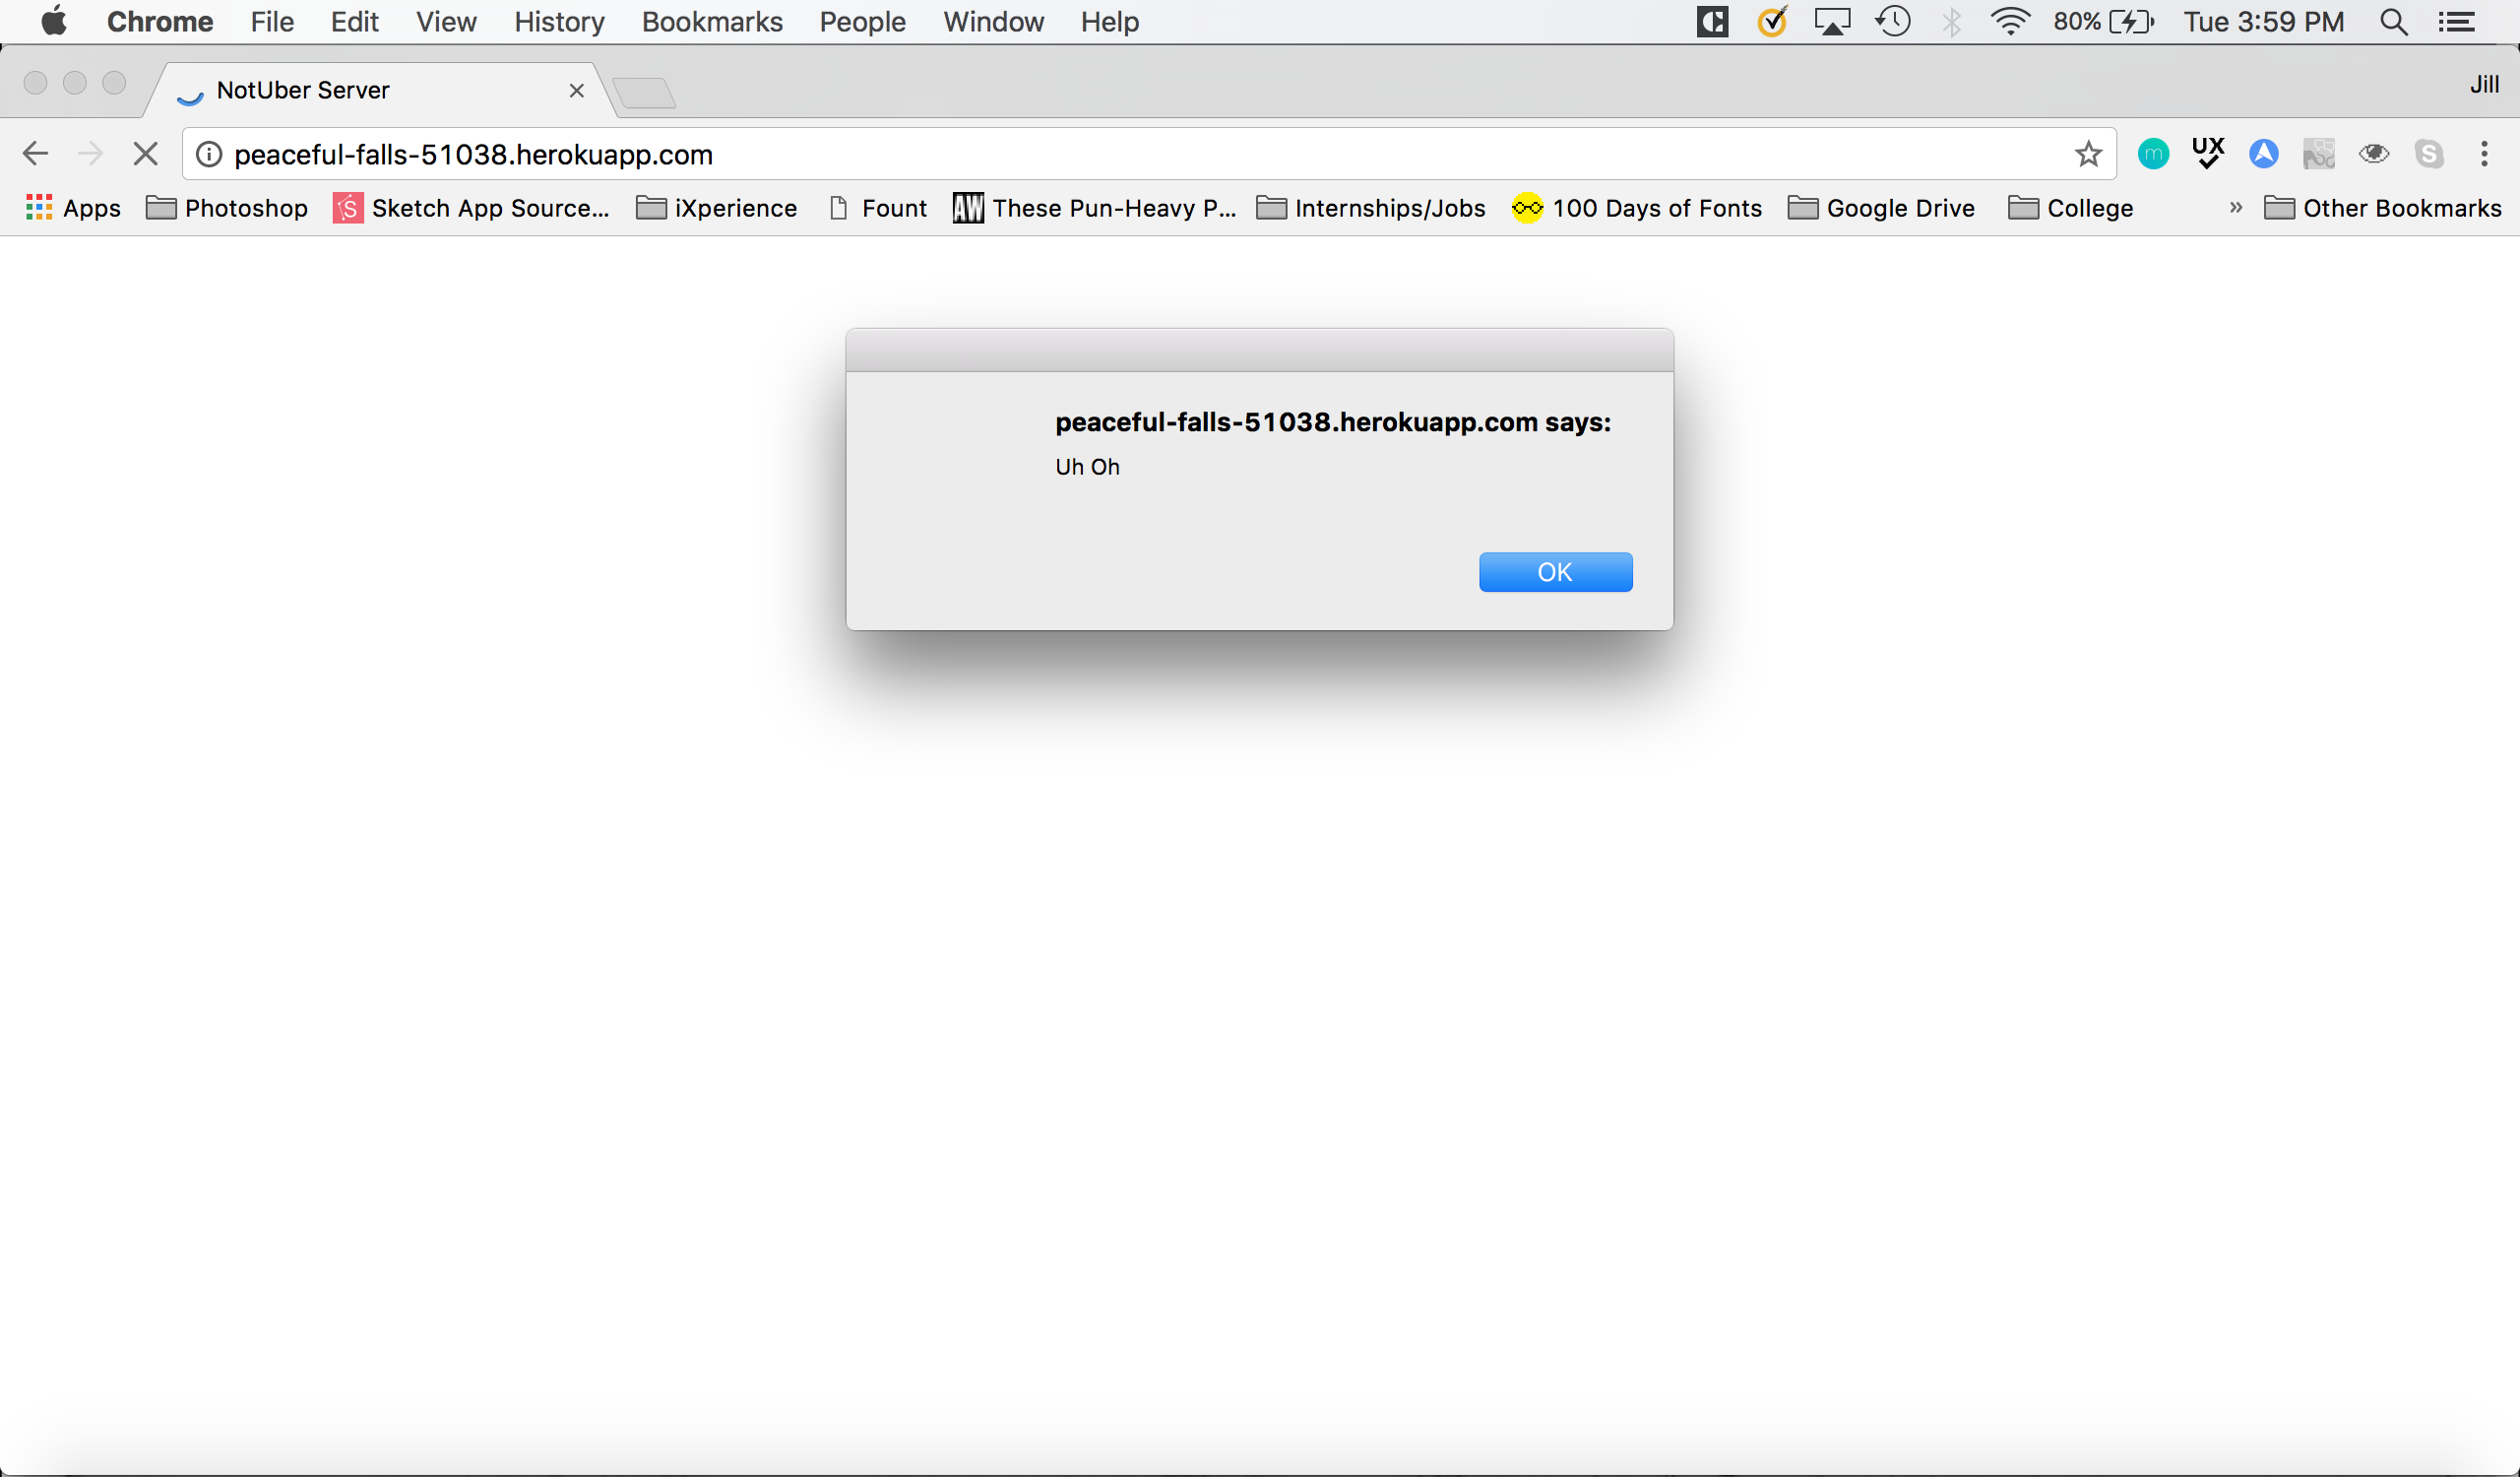 Chrome File Edit View History Bookmarks People Window Help 80% Tue 3:59 PM
NotUber Server Jill
peaceful-falls-51038.herokuapp.com m UX
Apps Photoshop Sketch App Source... iXperience Fount AW These Pun-Heavy P... Internships/Jobs 100 Days of Fonts Google Drive College » Other Bookmarks
peaceful-falls-51038.herokuapp.com says:
Uh Oh
OK